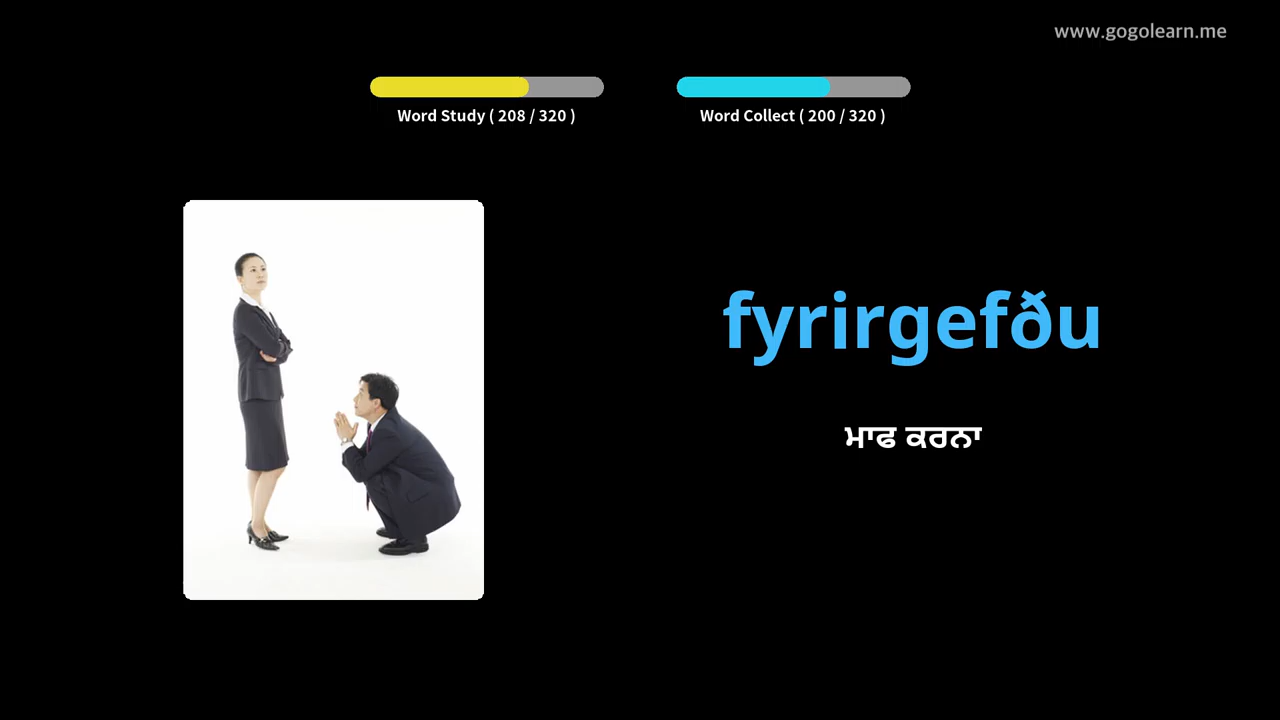 www.gogolearn.me
Word Study ( 208 / 320 )
Word Collect ( 200 / 320 )
fyrirgefðu
ਮਾਫ ਕਰਨਾ